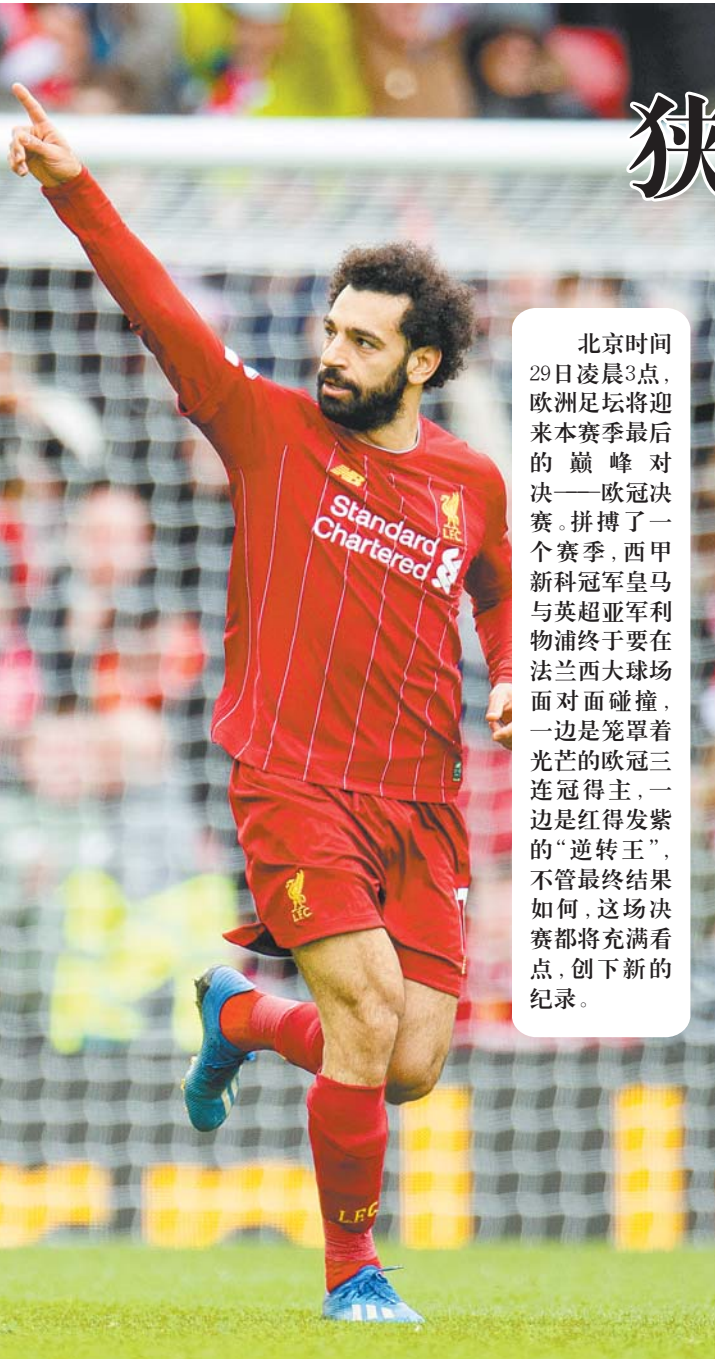 狭
北京时间
29日凌晨3点，
欧洲足坛将迎
来本赛季最后
的巅峰对
决——欧冠决
赛。拼搏了一
个赛季，西甲
新科冠军皇马
与英超亚军利
物浦终于要在
法兰西大球场
面对面碰撞，
一边是笼罩着
光芒的欧冠三
连冠得主，一
边是红得发紫
的“逆转王”，
不管最终结果
如何，这场决
赛都将充满看
点，创下新的
纪录。
NB
LFC
Standard
Chartered
LFC
LFC